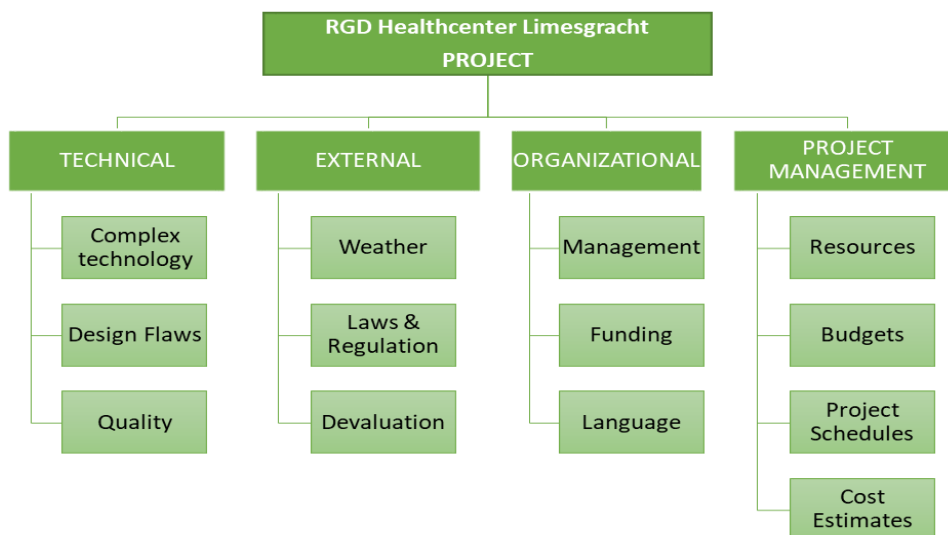 RGD Healthcenter Limesgracht
PROJECT
TECHNICAL
EXTERNAL
ORGANIZATIONAL
PROJECT
MANAGEMENT
Complex
technology
Weather
Management
Resources
Design Flaws
Laws &
Regulation
Funding
Budgets
Quality
Devaluation
Language
Project
Schedules
Cost
Estimates